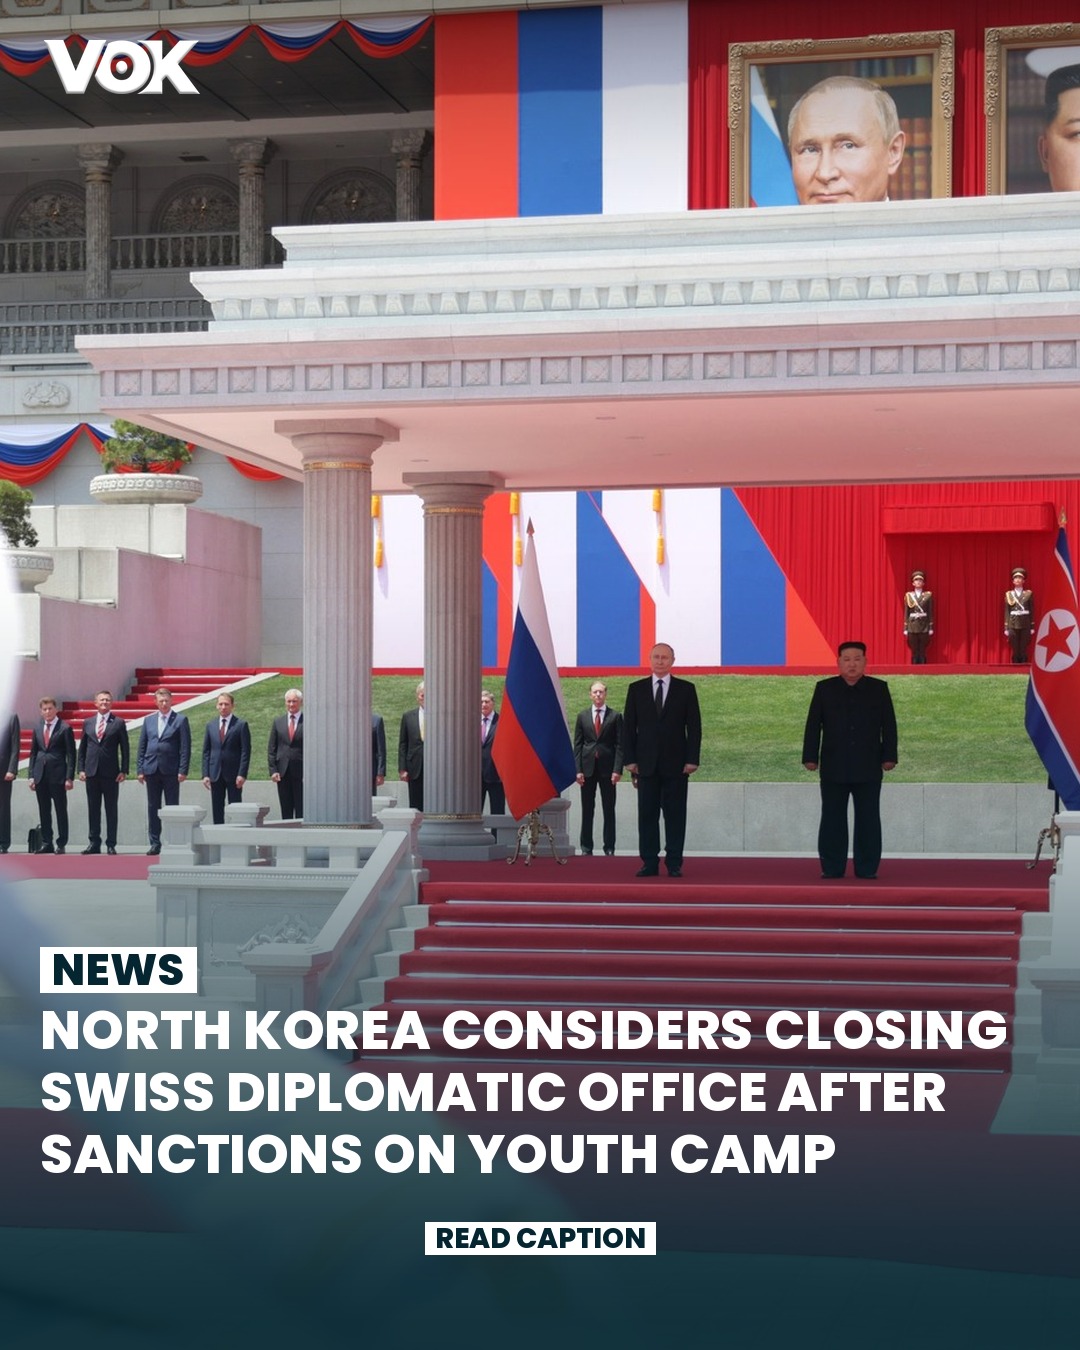 VOK
NEWS
NORTH KOREA CONSIDERS CLOSING
SWISS DIPLOMATIC OFFICE AFTER
SANCTIONS ON YOUTH CAMP
READ CAPTION